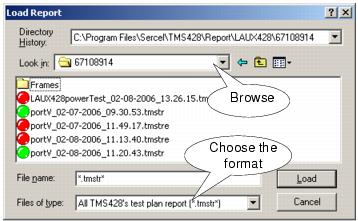 Load Report
Directory
History:
C:\Program Files\Sercel\TMS428\Report\LAUX428\67108914
Look in:
67108914
Frames
LAUX428powerTest_02-08-2006_13.26.15.tm
portV_02-07-2006_09.30.53.tmstr
portV_02-07-2006_11.49.17.tmstre
portV_02-08-2006_11.13.40.tmstre
portV_02-08-2006_11.20.43.tmstr
Browse
Choose the
format
File name:
*.tmstr*
Load
Files of type:
All TMS428's test plan report (*.tmstr*)
Cancel